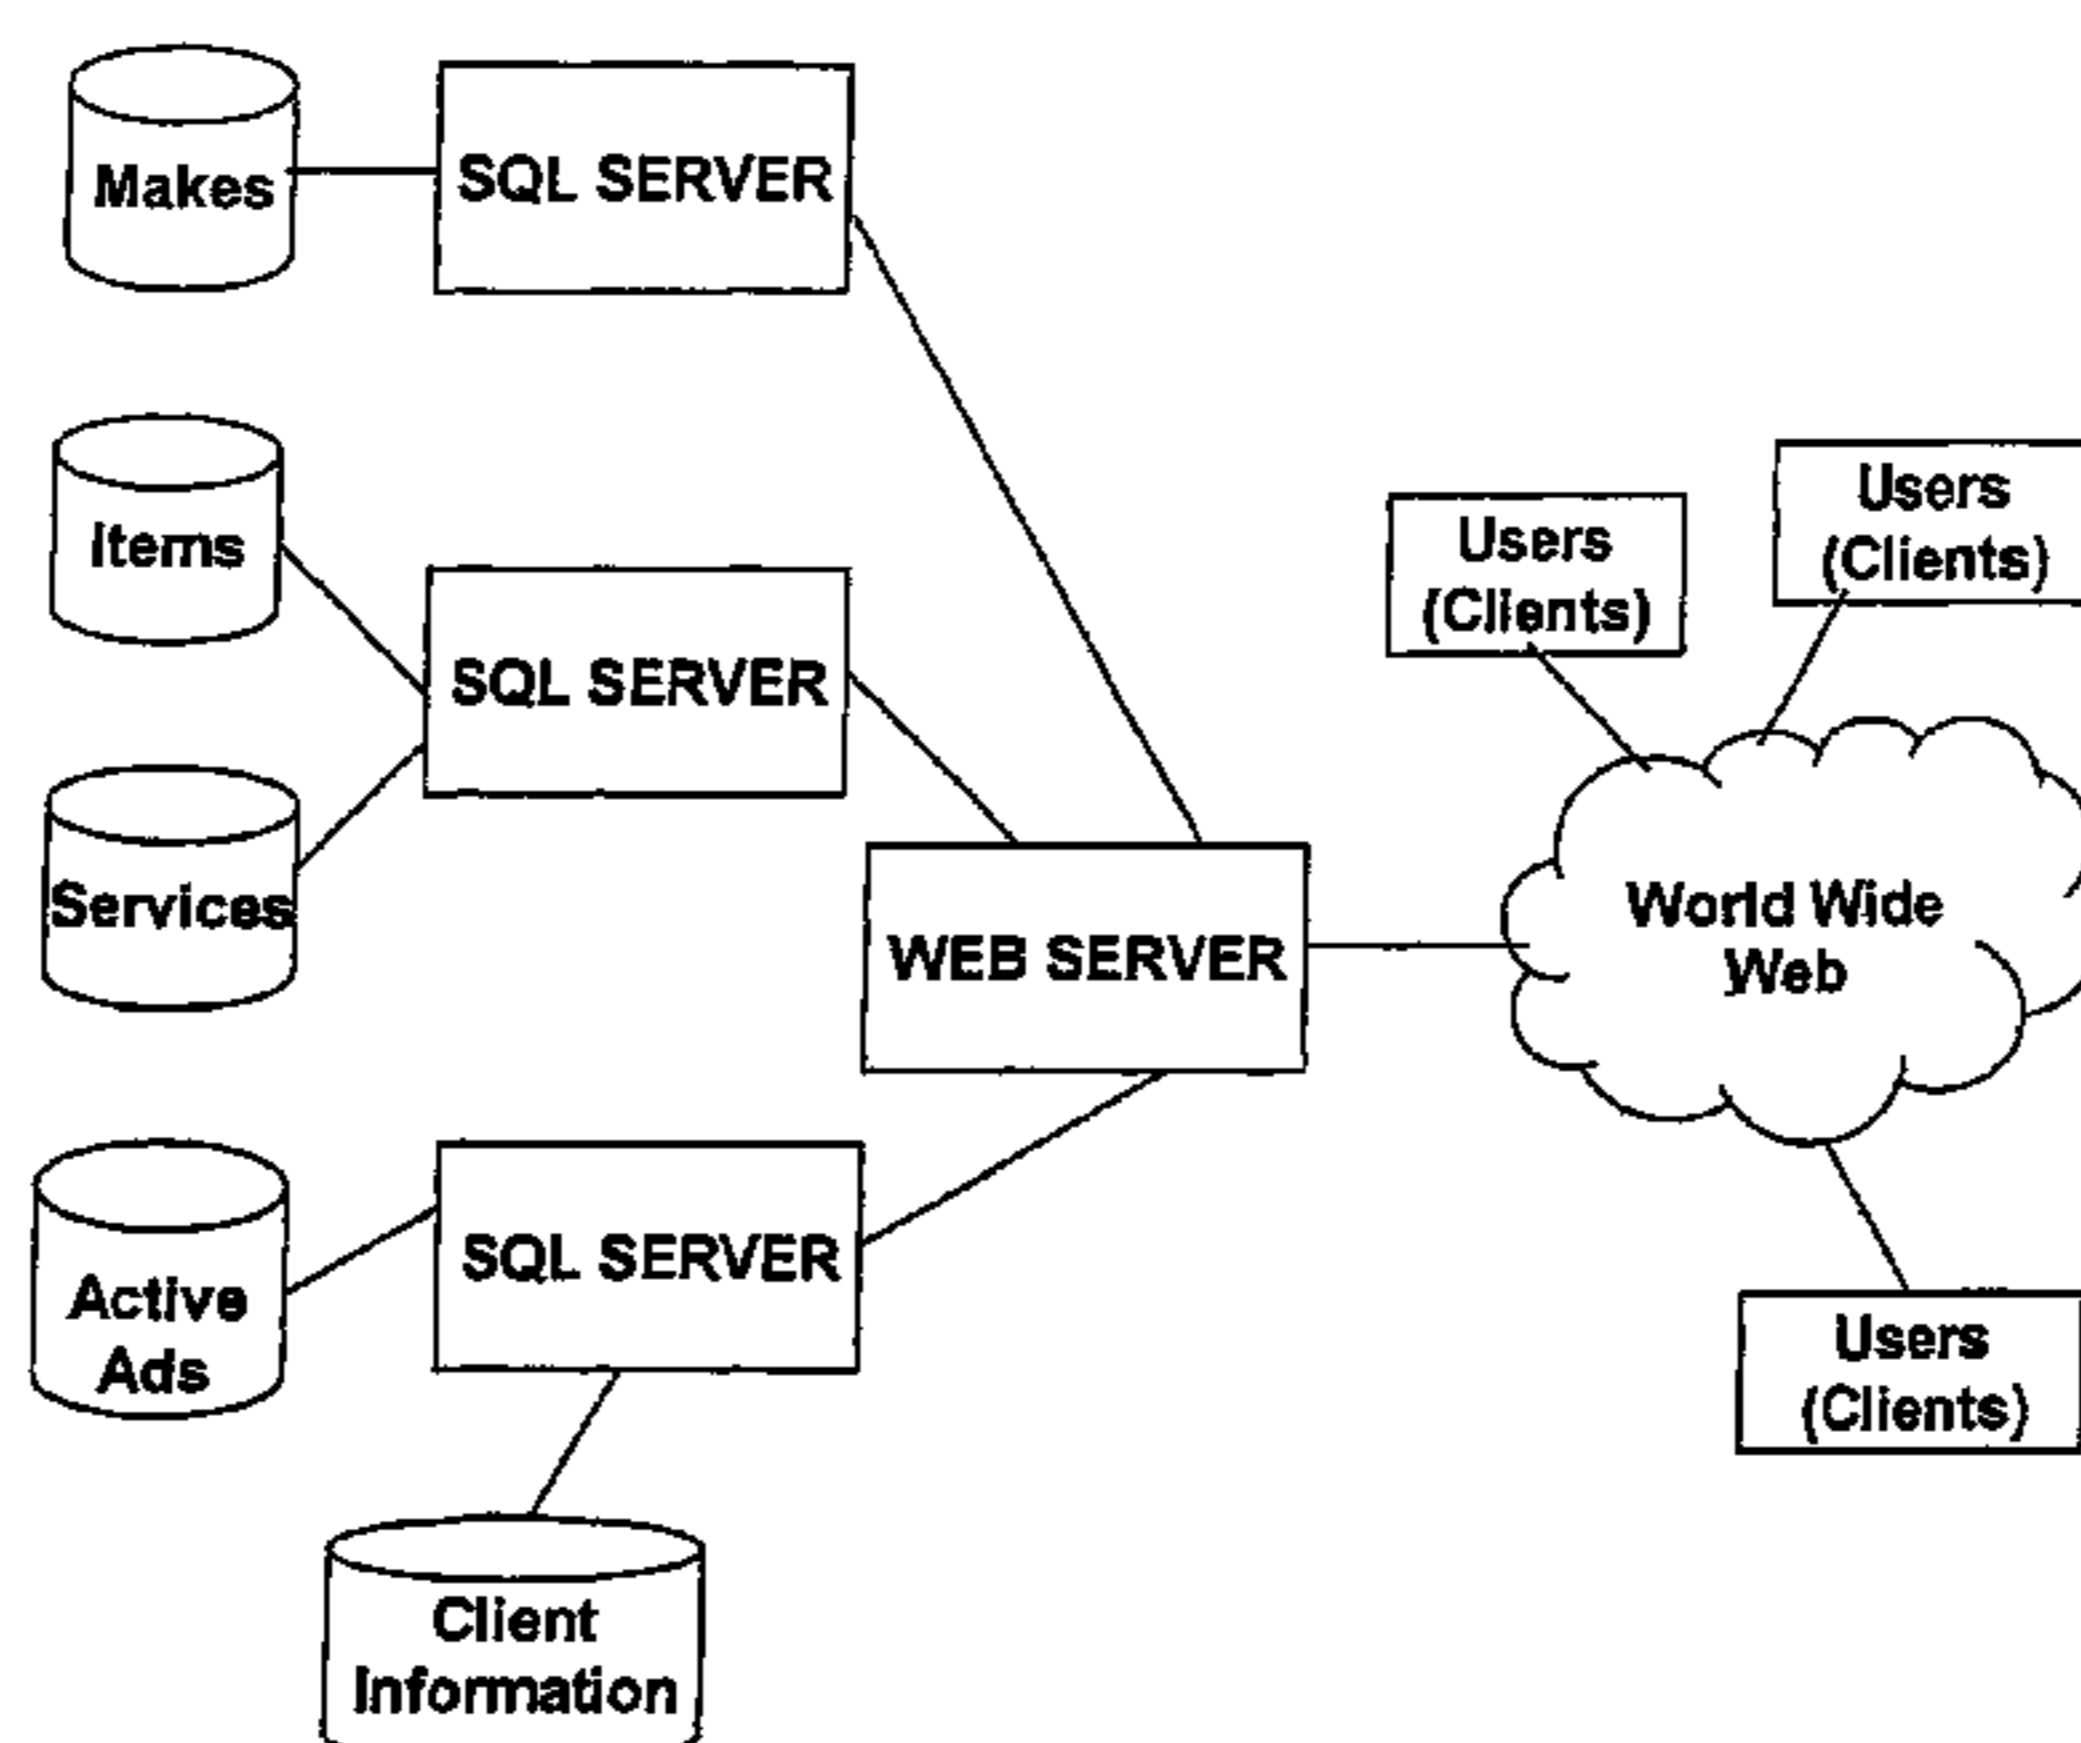 Makes
SQL SERVER
Items
SQL SERVER
Services
Users
(Clients)
Users
(Clients)
WEB SERVER
World Wide
Web
Active
Ads
SQL SERVER
Users
(Clients)
Client
Information